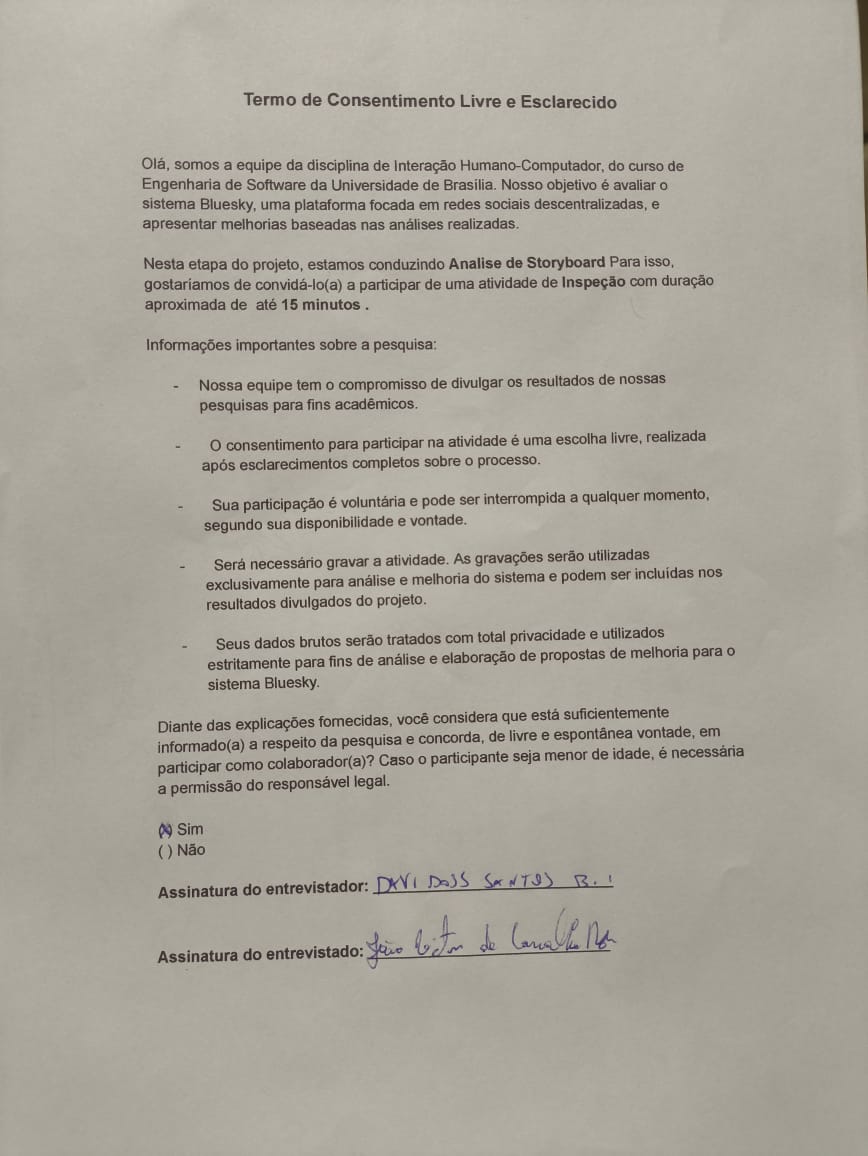 Termo de Consentimento Livre e Esclarecido
Olá, somos a equipe da disciplina de Interação Humano-Computador, do curso de
Engenharia de Software da Universidade de Brasília. Nosso objetivo é avaliar o
sistema Bluesky, uma plataforma focada em redes sociais descentralizadas, e
apresentar melhorias baseadas nas análises realizadas.
Nesta etapa do projeto, estamos conduzindo Analise de Storyboard Para isso,
gostaríamos de convidá-lo(a) a participar de uma atividade de Inspeção com duração
aproximada de até 15 minutos .
Informações importantes sobre a pesquisa:
- Nossa equipe tem o compromisso de divulgar os resultados de nossas
pesquisas para fins acadêmicos.
- O consentimento para participar na atividade é uma escolha livre, realizada
após esclarecimentos completos sobre o processo.
- Sua participação é voluntária e pode ser interrompida a qualquer momento,
segundo sua disponibilidade e vontade.
- Será necessário gravar a atividade. As gravações serão utilizadas
exclusivamente para análise e melhoria do sistema e podem ser incluídas nos
resultados divulgados do projeto.
- Seus dados brutos serão tratados com total privacidade e utilizados
estritamente para fins de análise e elaboração de propostas de melhoria para o
sistema Bluesky.
Diante das explicações fornecidas, você considera que está suficientemente
informado(a) a respeito da pesquisa e concorda, de livre e espontânea vontade, em
participar como colaborador(a)? Caso o participante seja menor de idade, é necessária
a permissão do responsável legal.
(X) Sim
( ) Não
Assinatura do entrevistador: DAVI SANTOS B.
Assinatura do entrevistado: João de Carvalho